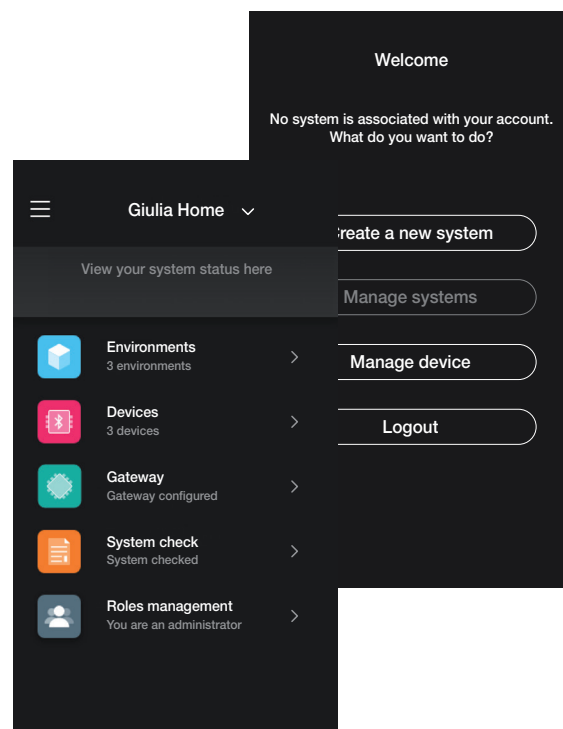 Welcome
No system is associated with your account.
What do you want to do?
reate a new system
Manage systems
Manage device
Logout
Giulia Home
View your system status here
Environments
3 environments
Devices
3 devices
Gateway
Gateway configured
System check
System checked
Roles management
You are an administrator